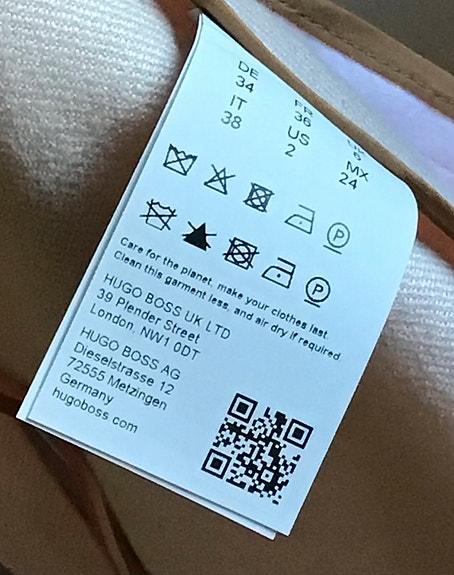 DE
34
IT
38
FR
36
US
2
6
MX
24
P
P
Care for the planet, make your clothes last.
Clean this garment less, and air dry if required
HUGO BOSS UK LTD
39 Plender Street
London, NW1 0DT
HUGO BOSS AG
Dieselstrasse 12
72555 Metzingen
Germany
hugoboss.com